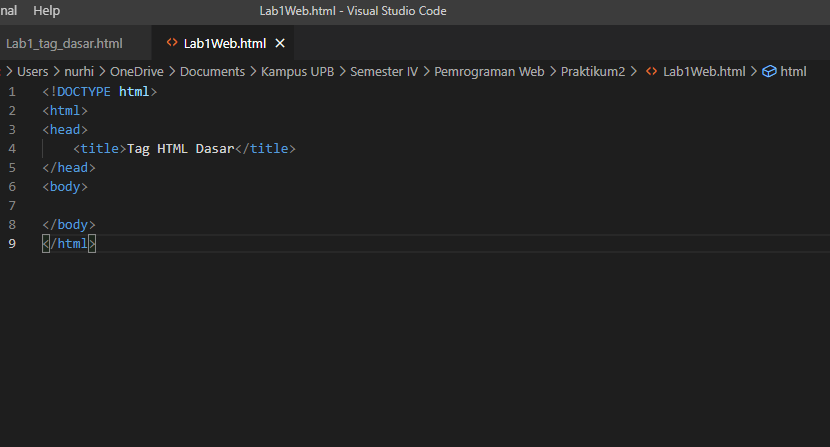 nal Help Lab1Web.html - Visual Studio Code
Lab1_tag_dasar.html <> Lab1Web.html ×
> Users > nurhi > OneDrive > Documents > Kampus UPB > Semester IV > Pemrograman Web > Praktikum2 > <> Lab1Web.html > html
1 <!DOCTYPE html>
2 <html>
3 <head>
4     <title>Tag HTML Dasar</title>
5 </head>
6 <body>
7
8 </body>
9 </html>